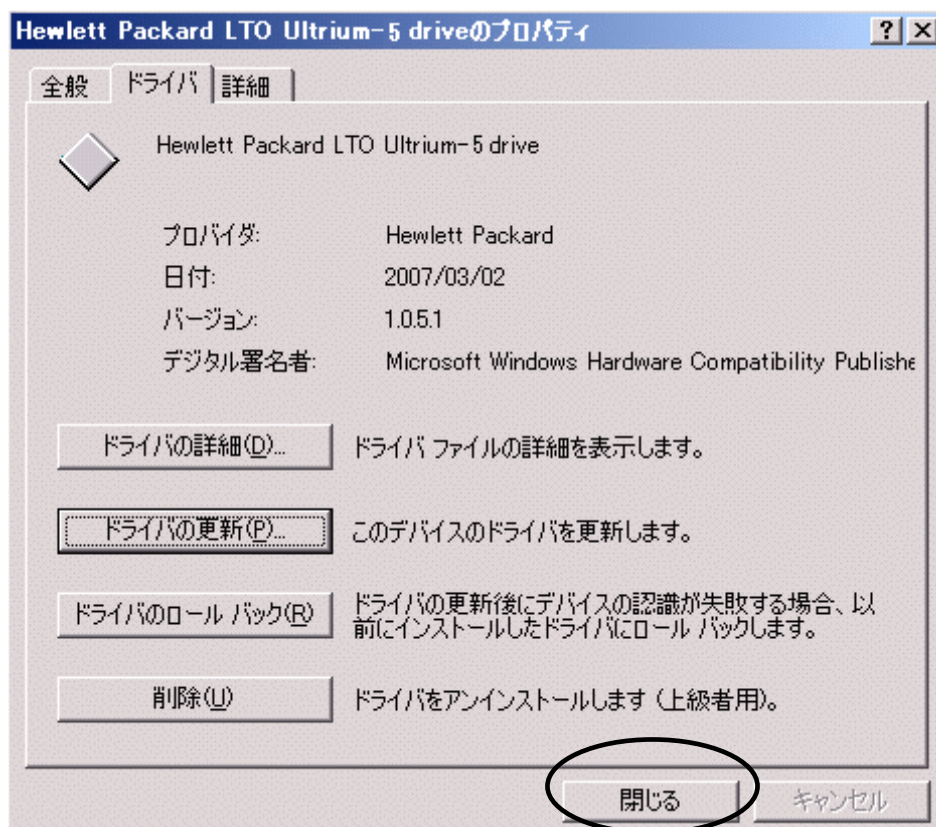 Hewlett Packard LTO Ultrium-5 driveのプロパティ
全般 ドライバ 詳細
Hewlett Packard LTO Ultrium-5 drive
プロバイダ: Hewlett Packard
日付: 2007/03/02
バージョン: 1.0.5.1
デジタル署名者: Microsoft Windows Hardware Compatibility Publishe
ドライバの詳細(D)... ドライバ ファイルの詳細を表示します。
ドライバの更新(P)... このデバイスのドライバを更新します。
ドライバのロール バック(R) ドライバの更新後にデバイスの認識が失敗する場合、以
前にインストールしたドライバにロール バックします。
削除(U) ドライバをアンインストールします (上級者用)。
閉じる キャンセル